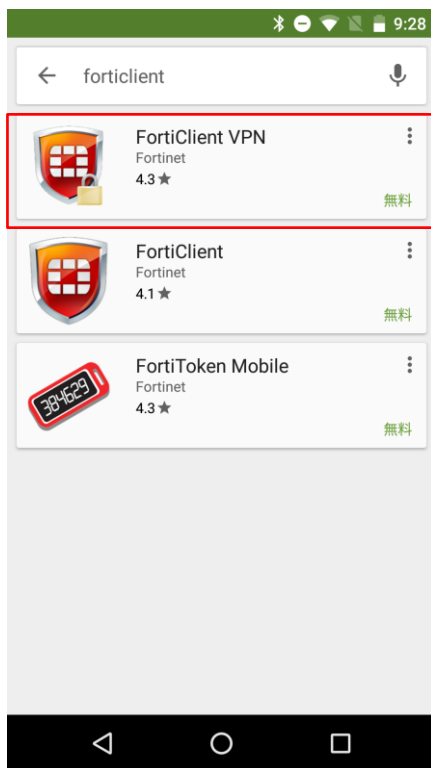 9:28
forticlient
FortiClient VPN
Fortinet
4.3★
無料
FortiClient
Fortinet
4.1★
無料
384629
FortiToken Mobile
Fortinet
4.3★
無料